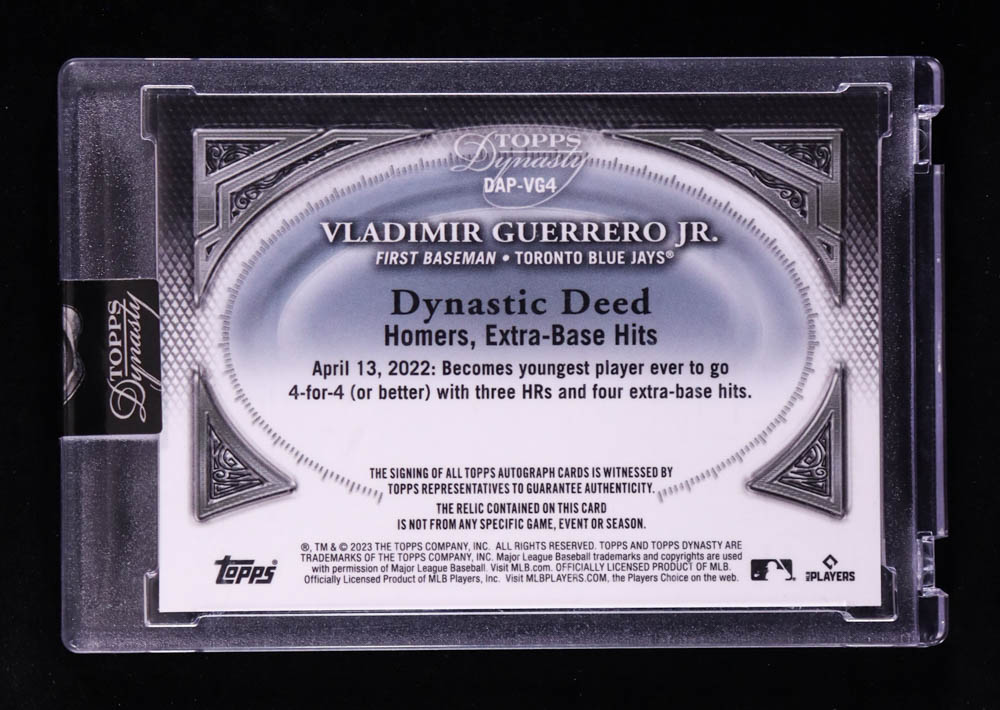 TOPPS
Dynasty
DAP-VG4
VLADIMIR GUERRERO JR.
FIRST BASEMAN • TORONTO BLUE JAYS®
Dynastic Deed
Homers, Extra-Base Hits
April 13, 2022: Becomes youngest player ever to go
4-for-4 (or better) with three HRs and four extra-base hits.
TOPPS
Dynasty
THE SIGNING OF ALL TOPPS AUTOGRAPH CARDS IS WITNESSED BY
TOPPS REPRESENTATIVES TO GUARANTEE AUTHENTICITY.
THE RELIC CONTAINED ON THIS CARD
IS NOT FROM ANY SPECIFIC GAME, EVENT OR SEASON.
®, TM & © 2023 THE TOPPS COMPANY, INC. ALL RIGHTS RESERVED. TOPPS AND TOPPS DYNASTY ARE
TRADEMARKS OF THE TOPPS COMPANY, INC. Major League Baseball trademarks and copyrights are used
with permission of Major League Baseball. Visit MLB.com. OFFICIALLY LICENSED PRODUCT OF MLB.
Officially Licensed Product of MLB Players, Inc. Visit MLBPLAYERS.COM, the Players Choice on the web.
topps
MLB PLAYERS